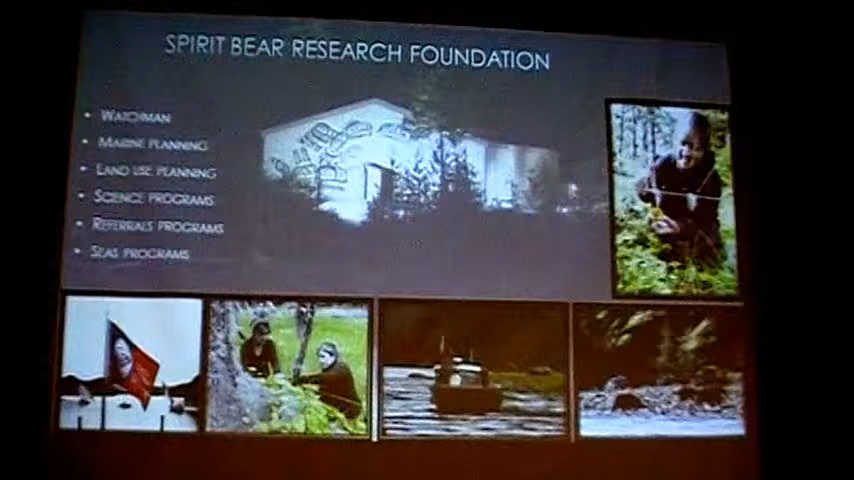 SPIRIT BEAR RESEARCH FOUNDATION
• WATCHMAN
• MARINE PLANNING
• LAND USE PLANNING
• SCIENCE PROGRAMS
• REFERRALS PROGRAMS
• SEAS PROGRAMS